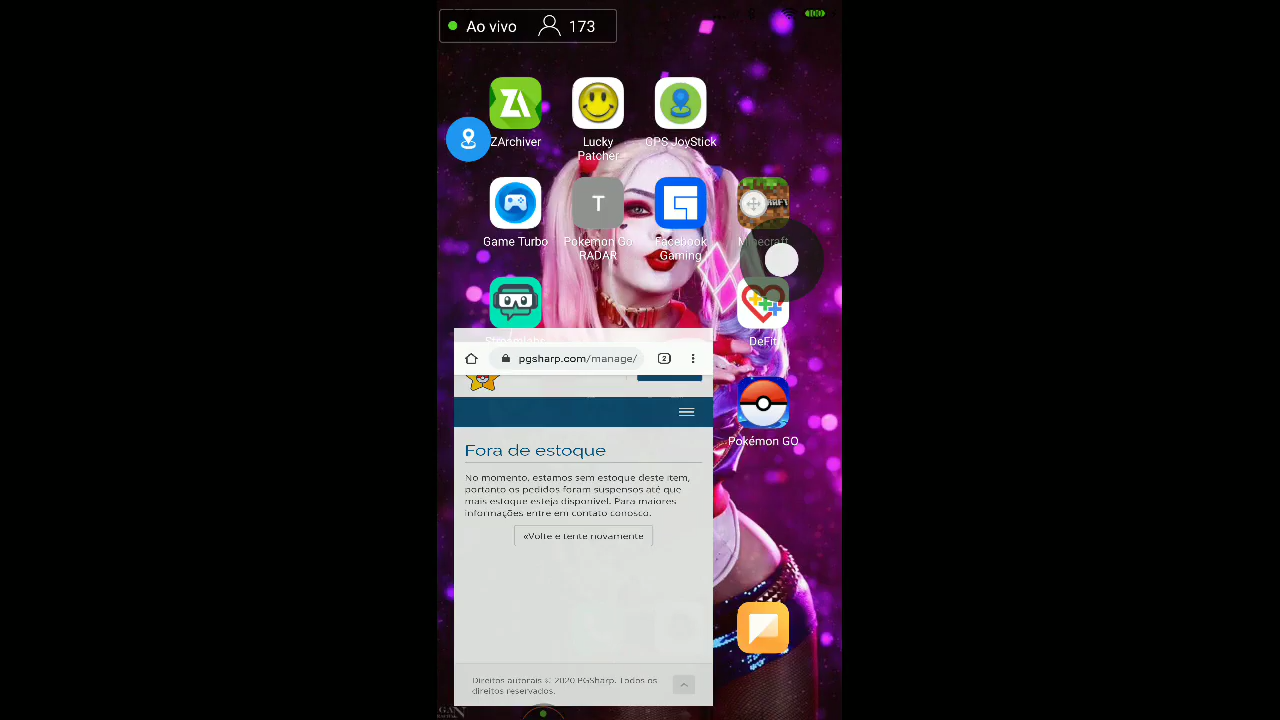 Ao vivo 173
100
ZArchiver
Lucky
Patcher
GPS JoyStick
Game Turbo
T
Pokemon Go
RADAR
Facebook
Gaming
Minecraft
DeFit
pgsharp.com/manage/
2
Pokémon GO
Fora de estoque
No momento, estamos sem estoque deste item,
portanto os pedidos foram suspensos até que
mais estoque esteja disponível. Para maiores
informações entre em contato conosco.
«Volte e tente novamente
Direitos autorais © 2020 PGSharp. Todos os
direitos reservados.